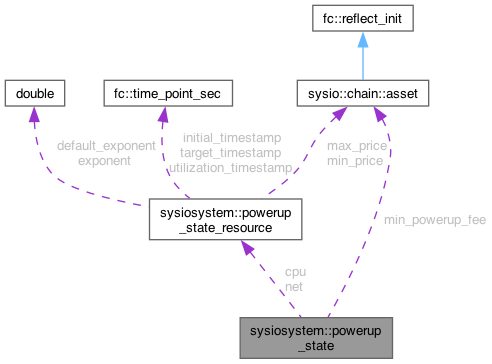 fc::reflect_init
double
fc::time_point_sec
sysio::chain::asset
default_exponent
exponent
initial_timestamp
target_timestamp
utilization_timestamp
max_price
min_price
sysiosystem::powerup
_state_resource
min_powerup_fee
cpu
net
sysiosystem::powerup
_state